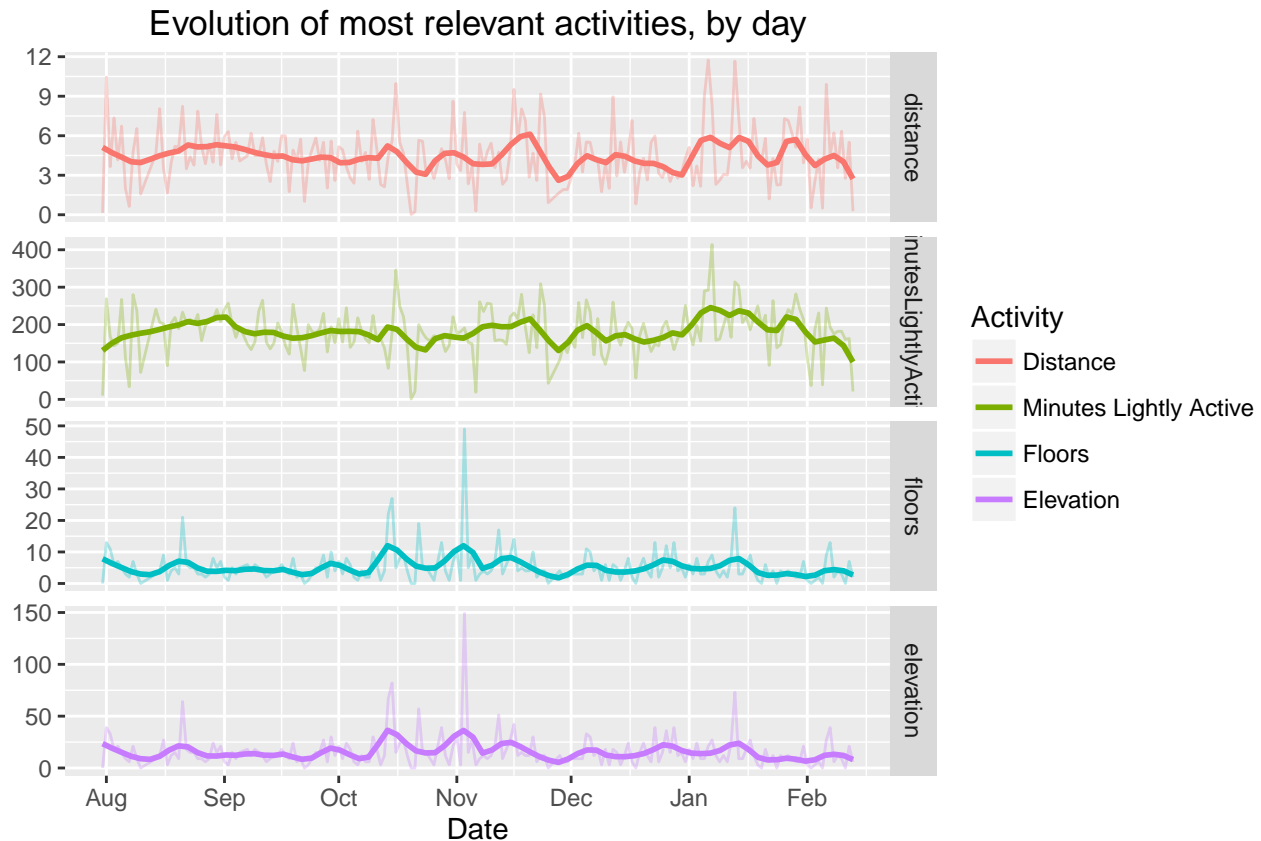 Evolution of most relevant activities, by day
12
9
6
3
0
distance
400
300
200
100
0
inutesLightlyActi
50
40
30
20
10
0
floors
150
100
50
0
elevation
Aug Sep Oct Nov Dec Jan Feb
Date
Activity
Distance
Minutes Lightly Active
Floors
Elevation